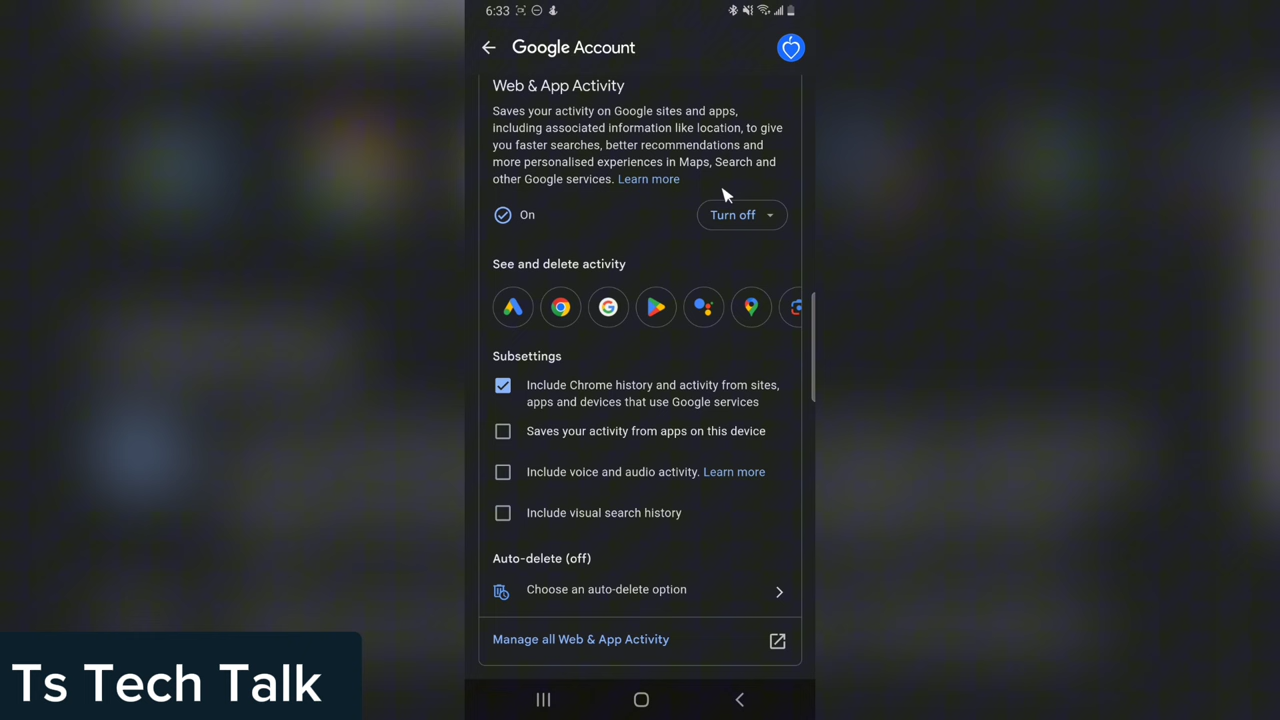 6:33
Google Account
Web & App Activity
Saves your activity on Google sites and apps,
including associated information like location, to give
you faster searches, better recommendations and
more personalised experiences in Maps, Search and
other Google services. Learn more
On
Turn off
See and delete activity
Subsettings
Include Chrome history and activity from sites,
apps and devices that use Google services
Saves your activity from apps on this device
Include voice and audio activity. Learn more
Include visual search history
Auto-delete (off)
Choose an auto-delete option
Manage all Web & App Activity
Ts Tech Talk